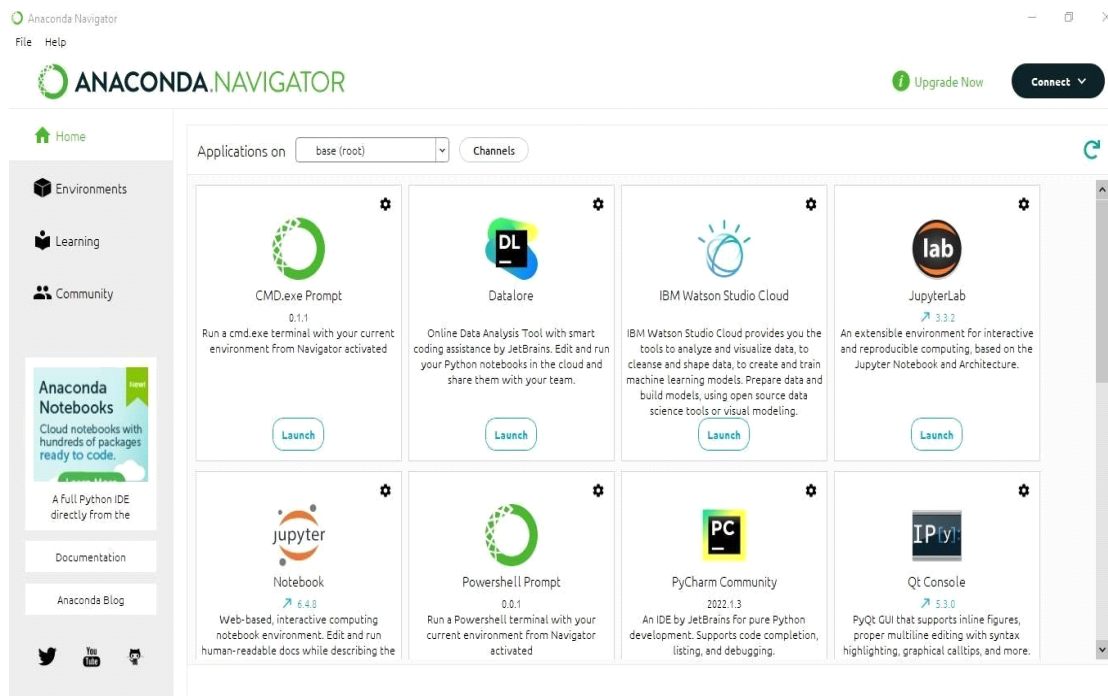 Anaconda Navigator
File Help
ANACONDA.NAVIGATOR
Upgrade Now
Connect
Home
Environments
Learning
Community
Anaconda
Notebooks
New!
Cloud notebooks with
hundreds of packages
ready to code.
A full Python IDE
directly from the
Documentation
Anaconda Blog
You
Tube
Applications on
base (root)
Channels
CMD.exe Prompt
0.1.1
Run a cmd.exe terminal with your current
environment from Navigator activated
Launch
DL
Datalore
Online Data Analysis Tool with smart
coding assistance by JetBrains. Edit and run
your Python notebooks in the cloud and
share them with your team.
Launch
IBM Watson Studio Cloud
IBM Watson Studio Cloud provides you the
tools to analyze and visualize data, to
cleanse and shape data, to create and train
machine learning models. Prepare data and
build models, using open source data
science tools or visual modeling.
Launch
lab
JupyterLab
3.3.2
An extensible environment for interactive
and reproducible computing, based on the
Jupyter Notebook and Architecture.
Launch
jupyter
Notebook
6.4.8
Web-based, interactive computing
notebook environment. Edit and run
human-readable docs while describing the
Powershell Prompt
0.0.1
Run a Powershell terminal with your
current environment from Navigator
activated
PC
PyCharm Community
2022.1.3
An IDE by JetBrains for pure Python
development. Supports code completion,
listing, and debugging.
IP[y]:
Qt Console
5.3.0
PyQt GUI that supports inline figures,
proper multiline editing with syntax
highlighting, graphical calltips, and more.